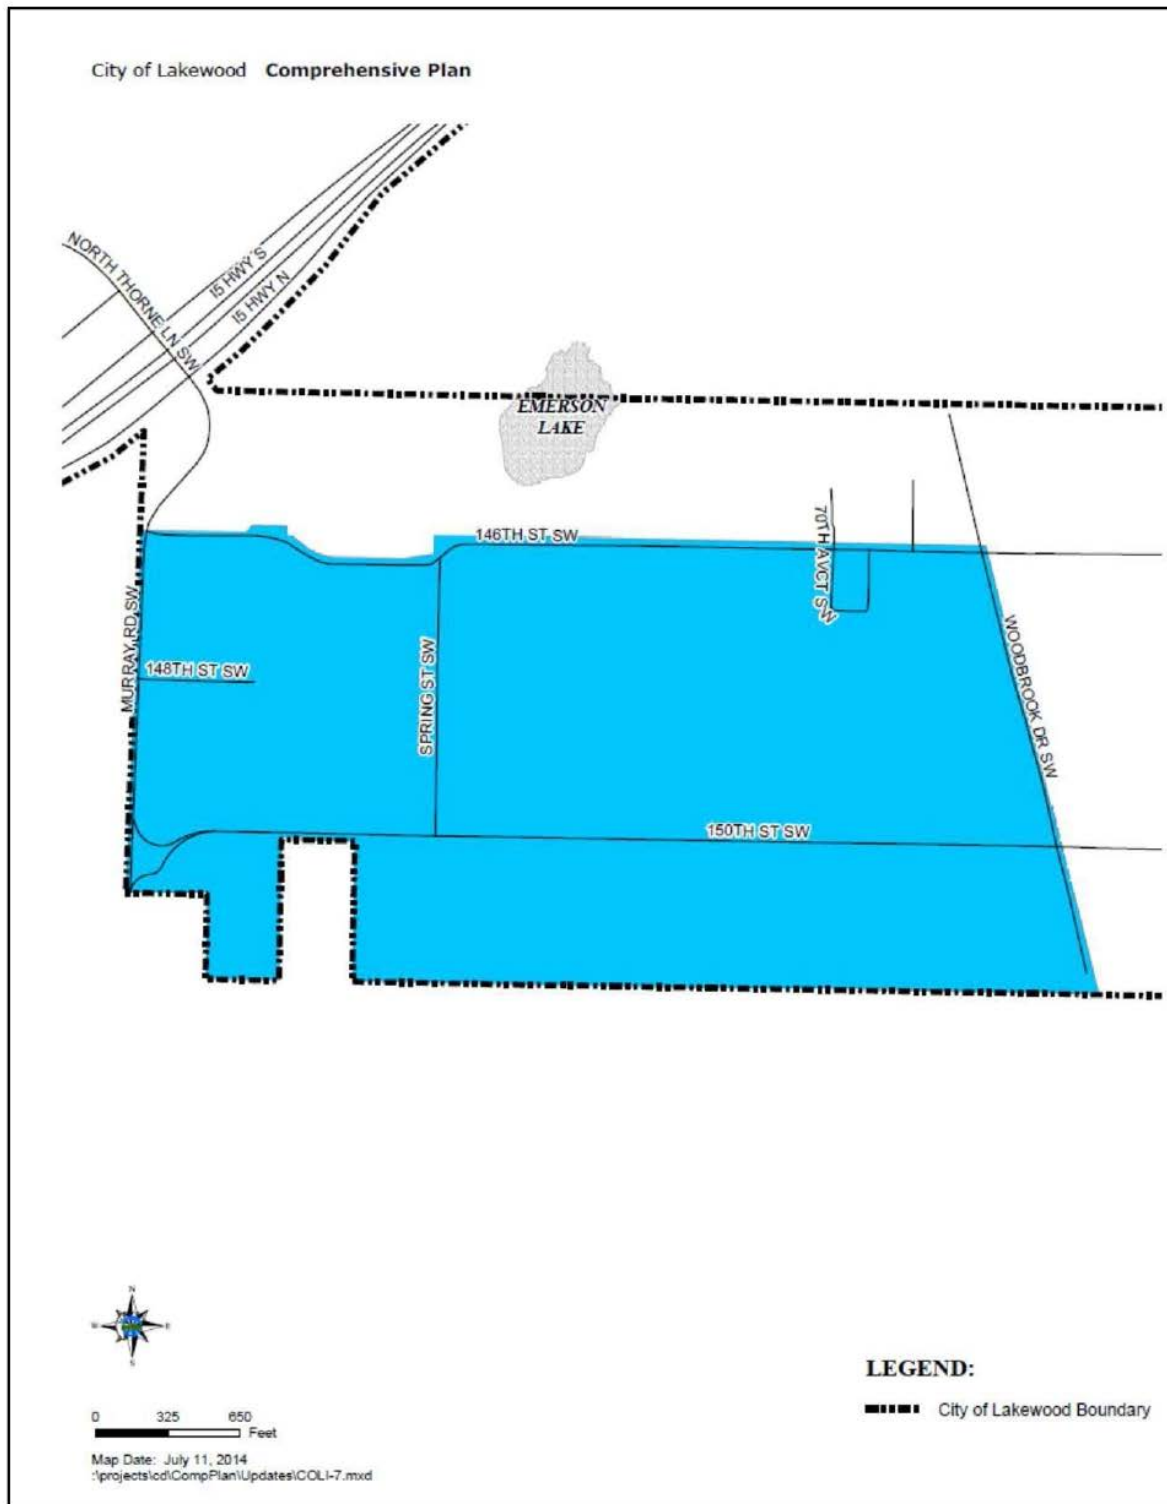 City of Lakewood Comprehensive Plan
NORTH THORNE LN SW
I5 HWY S
I5 HWY N
EMERSON
LAKE
146TH ST SW
70TH AVCT SW
MURRAY RD SW
148TH ST SW
SPRING ST SW
WOODBROOK DR SW
150TH ST SW
N
W
E
S
LEGEND:
City of Lakewood Boundary
0 325 650
Feet
Map Date: July 11, 2014
:\projects\cd\CompPlan\Updates\COLI-7.mxd